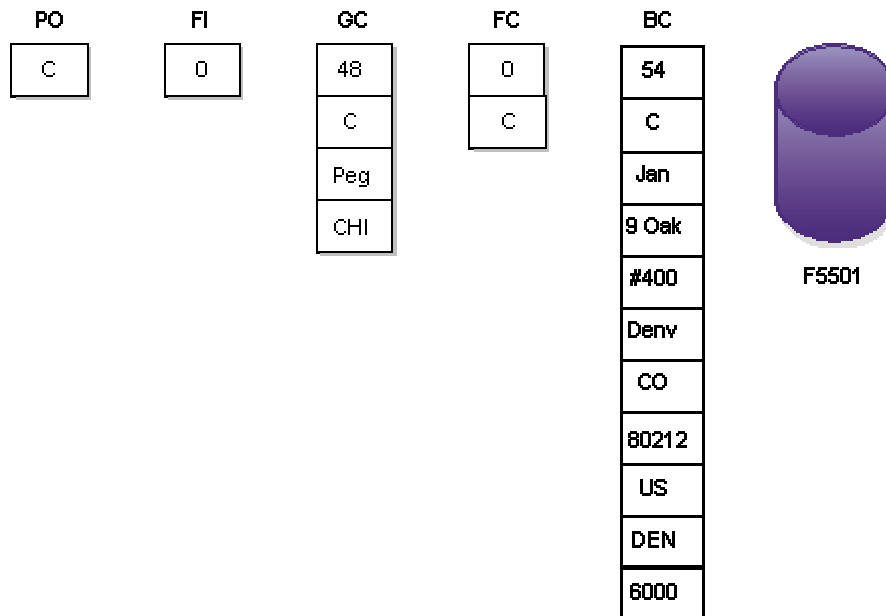 PO FI GC FC BC
C 0 48 0 54
C C C
Peg Jan
CHI 9 Oak
#400 F5501
Denv
CO
80212
US
DEN
6000